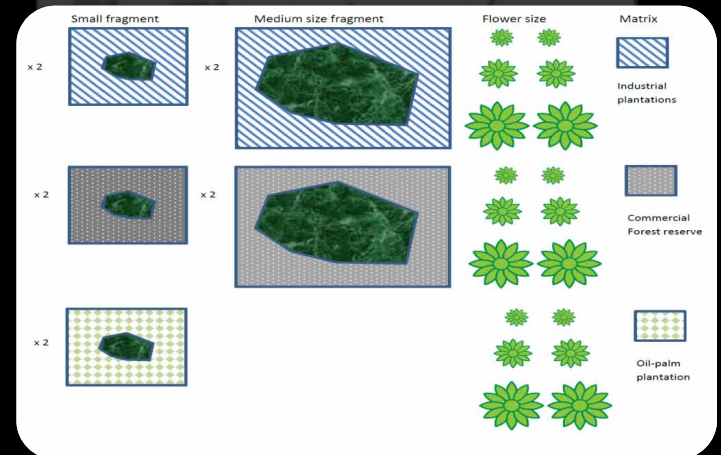 Small fragment
Medium size fragment
Flower size
Matrix
x 2
x 2
Industrial
plantations
x 2
x 2
Commercial
Forest reserve
x 2
Oil-palm
plantation